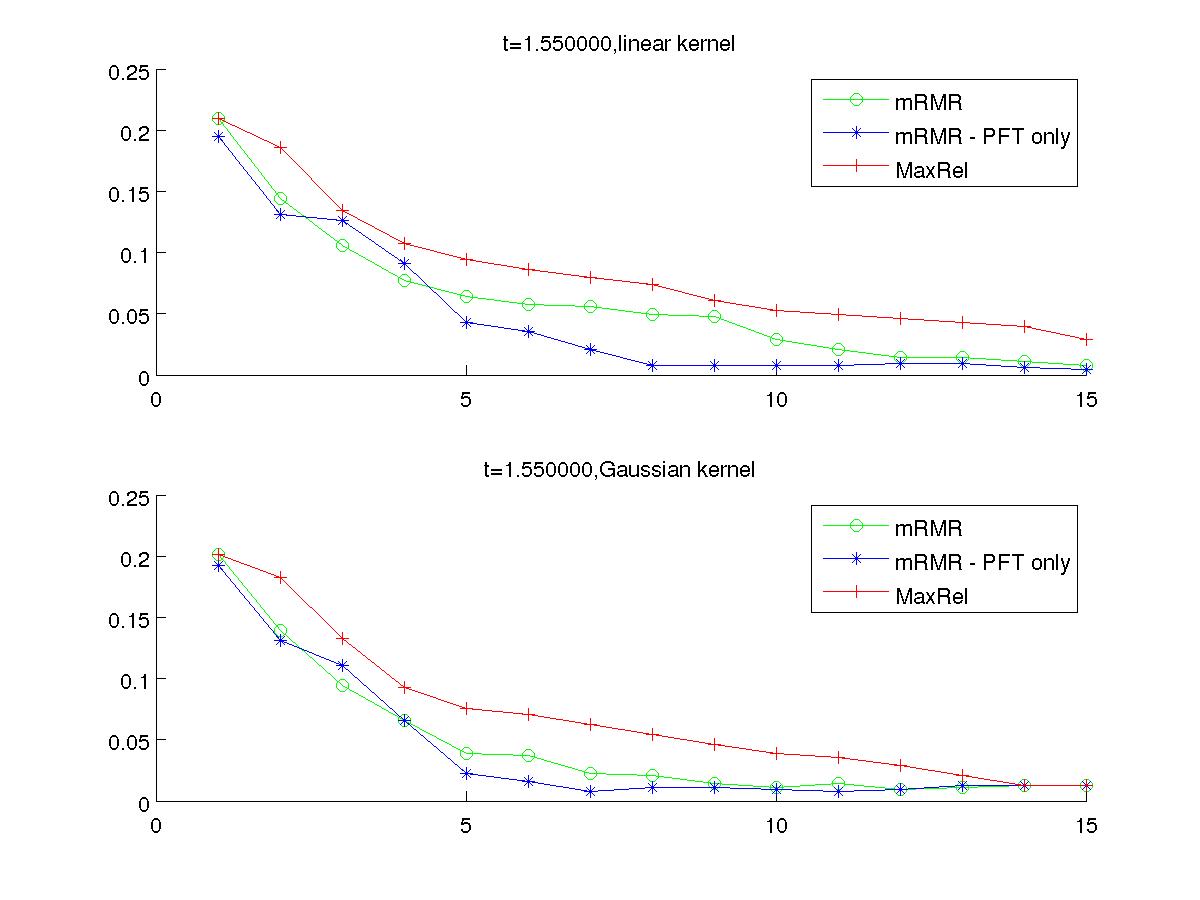 t=1.550000,linear kernel
0.25
0.2
0.15
0.1
0.05
0
0 5 10 15
mRMR
mRMR - PFT only
MaxRel
t=1.550000,Gaussian kernel
0.25
0.2
0.15
0.1
0.05
0
0 5 10 15
mRMR
mRMR - PFT only
MaxRel